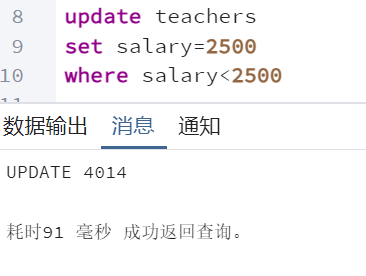 8 update teachers
9 set salary=2500
10 where salary<2500
数据输出 消息 通知
UPDATE 4014
耗时91 毫秒 成功返回查询。